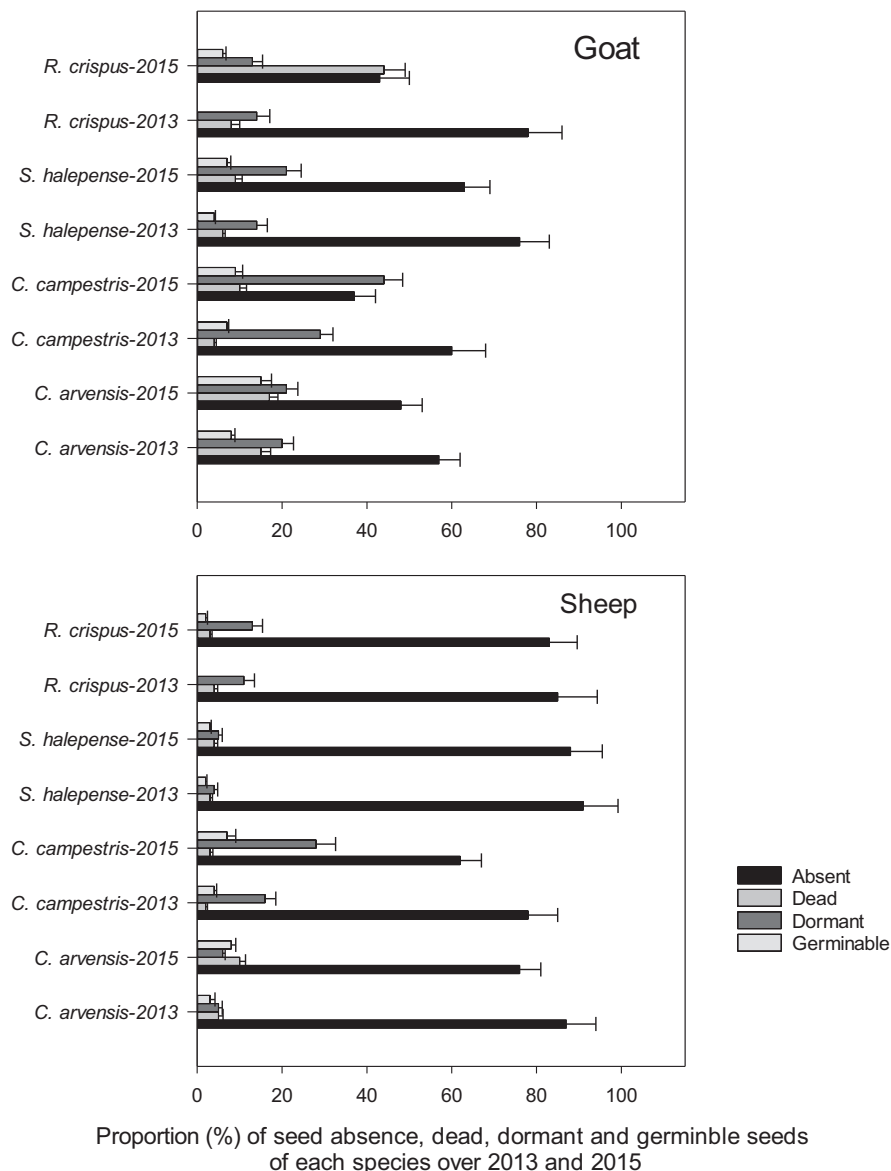 Goat
R. crispus-2015
R. crispus-2013
S. halepense-2015
S. halepense-2013
C. campestris-2015
C. campestris-2013
C. arvensis-2015
C. arvensis-2013
0 20 40 60 80 100
Sheep
R. crispus-2015
R. crispus-2013
S. halepense-2015
S. halepense-2013
C. campestris-2015
C. campestris-2013
C. arvensis-2015
C. arvensis-2013
0 20 40 60 80 100
Absent
Dead
Dormant
Germinable
Proportion (%) of seed absence, dead, dormant and germinble seeds
of each species over 2013 and 2015